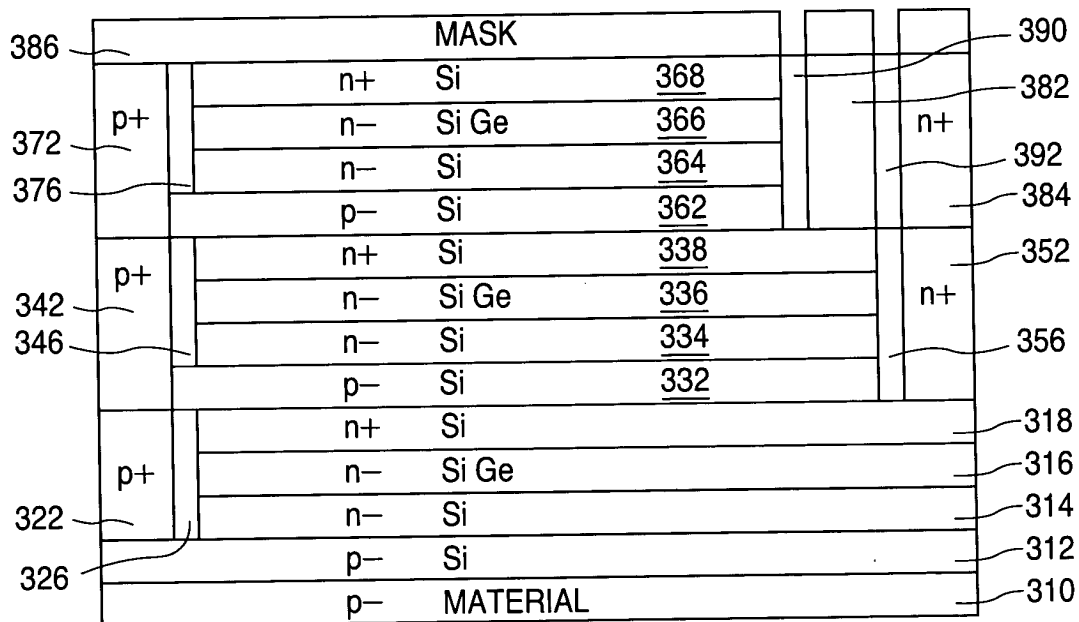 386 MASK 390
n+ Si 368 382
p+ n− Si Ge 366 n+
372 n− Si 364 392
376 p− Si 362 384
n+ Si 338 352
p+ n− Si Ge 336 n+
342 n− Si 334
346 p− Si 332 356
n+ Si 318
p+ n− Si Ge 316
322 n− Si 314
326 p− Si 312
p− MATERIAL 310